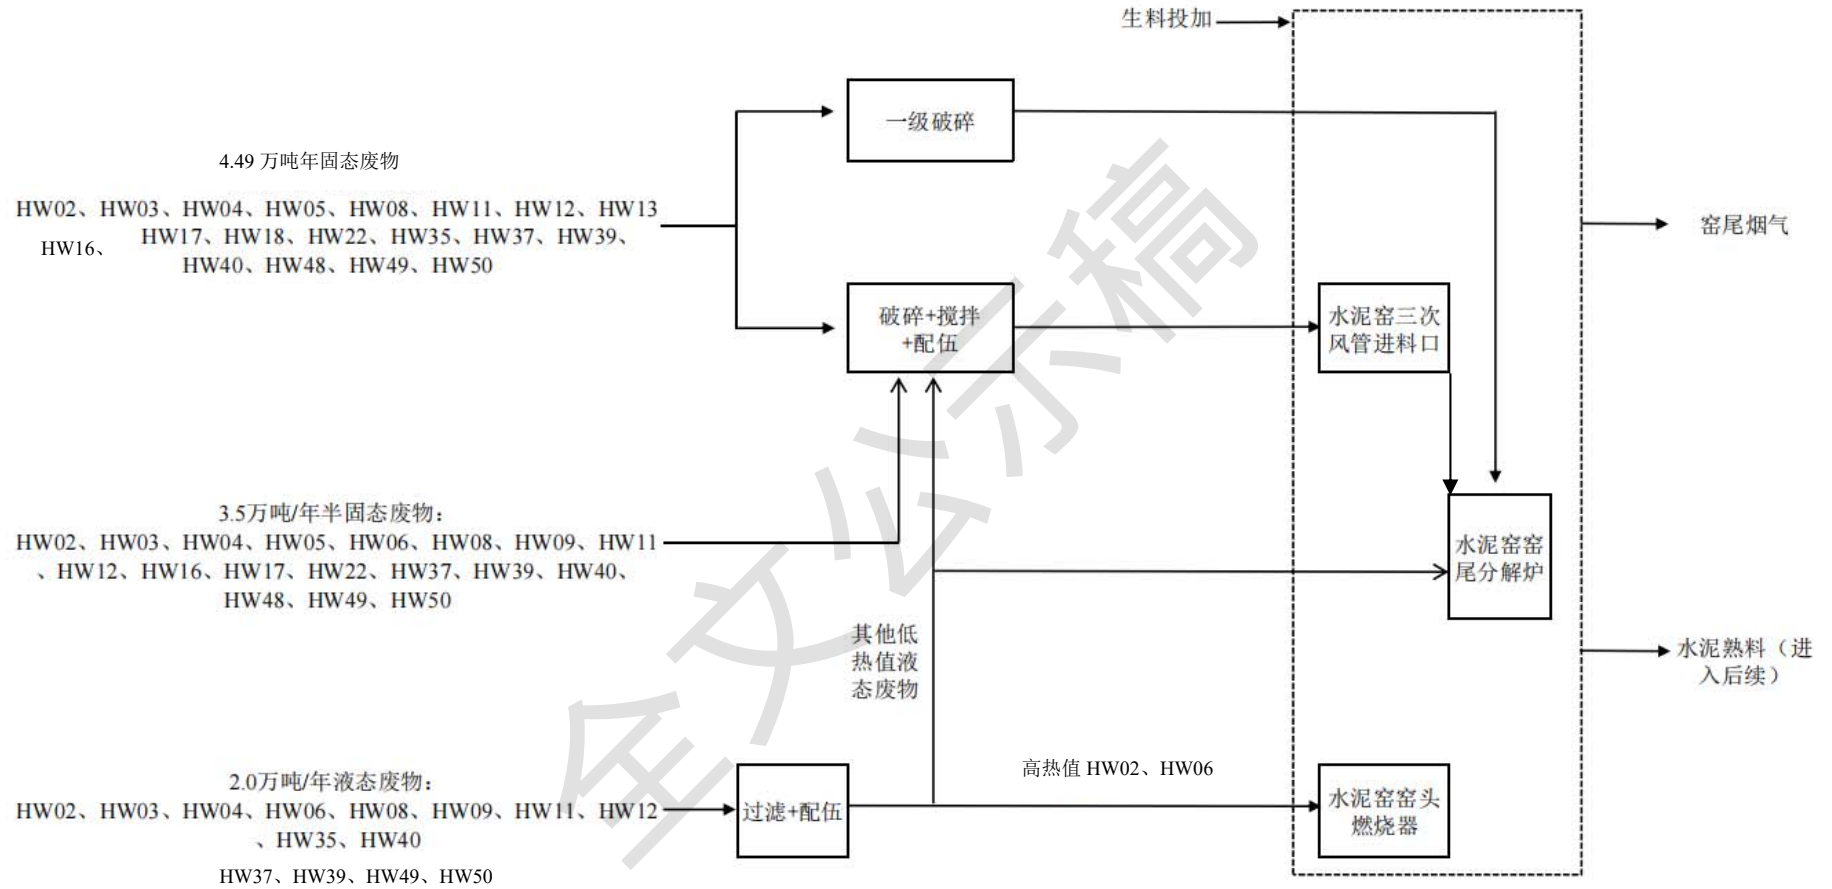 生料投加
一级破碎
4.49 万吨年固态废物
HW02、HW03、HW04、HW05、HW08、HW11、HW12、HW13
HW16、 HW17、HW18、HW22、HW35、HW37、HW39、
HW40、HW48、HW49、HW50
窑尾烟气
破碎+搅拌
+配伍
水泥窑三次
风管进料口
3.5万吨/年半固态废物：
HW02、HW03、HW04、HW05、HW06、HW08、HW09、HW11
、HW12、HW16、HW17、HW22、HW37、HW39、HW40、
HW48、HW49、HW50
水泥窑窑
尾分解炉
其他低
热值液
态废物
水泥熟料（进
入后续）
2.0万吨/年液态废物：
HW02、HW03、HW04、HW06、HW08、HW09、HW11、HW12
、HW35、HW40
HW37、HW39、HW49、HW50
过滤+配伍
高热值 HW02、HW06
水泥窑窑头
燃烧器
全文公示稿